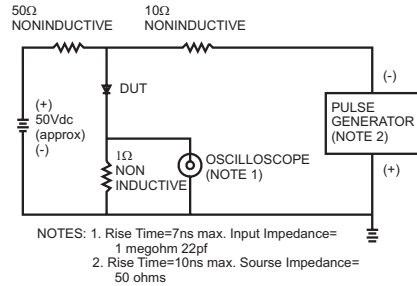 50Ω
NONINDUCTIVE
10Ω
NONINDUCTIVE
DUT
(+)
50Vdc
(approx)
(-)
1Ω
NON
INDUCTIVE
OSCILLOSCOPE
(NOTE 1)
(-)
PULSE
GENERATOR
(NOTE 2)
(+)
NOTES: 1. Rise Time=7ns max. Input Impedance=
1 megohm 22pf
2. Rise Time=10ns max. Sourse Impedance=
50 ohms